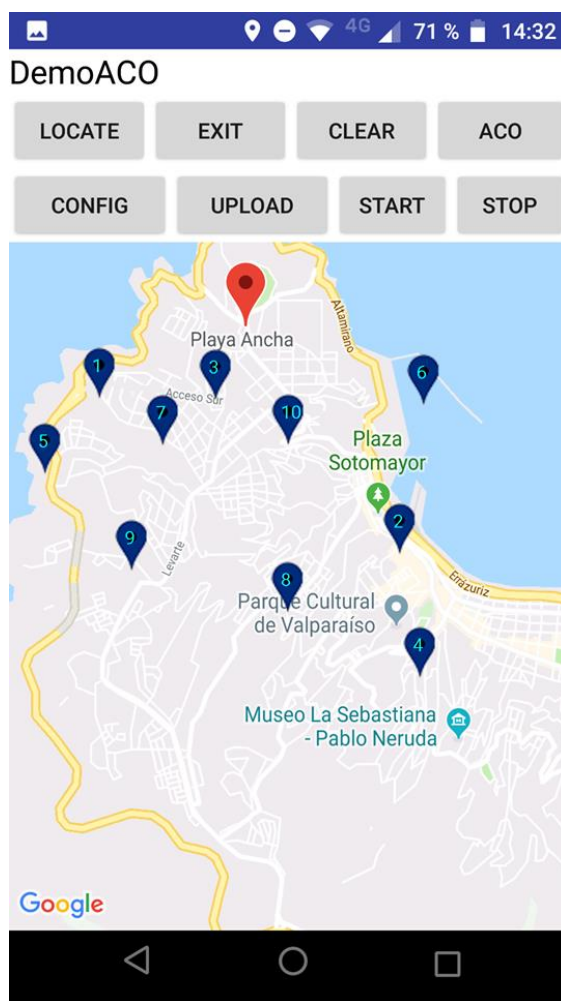 4G 71 % 14:32
DemoACO
LOCATE EXIT CLEAR ACO
CONFIG UPLOAD START STOP
Altamirano
Playa Ancha
1 3 6
Acceso Sur
7 10
5
Plaza
Sotomayor
2
9
Levarte
8
Errázuriz
Parque Cultural
de Valparaíso
4
Museo La Sebastiana
- Pablo Neruda
Google